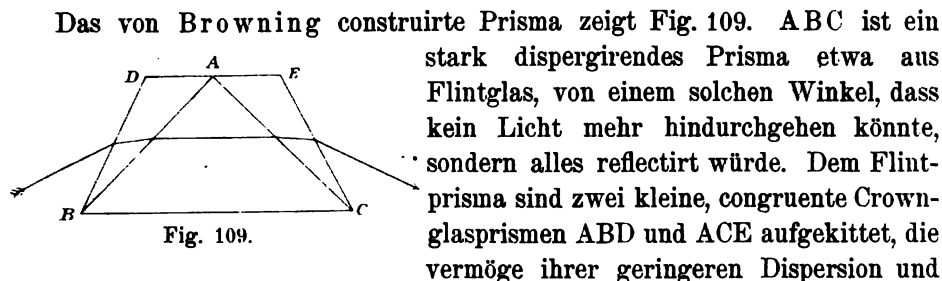 Das von Browning construirte Prisma zeigt Fig. 109. ABC ist ein
stark dispergirendes Prisma etwa aus
Flintglas, von einem solchen Winkel, dass
kein Licht mehr hindurchgehen könnte,
sondern alles reflectirt würde. Dem Flint-
prisma sind zwei kleine, congruente Crown-
glasprismen ABD und ACE aufgekittet, die
vermöge ihrer geringeren Dispersion und
D A E
B C
Fig. 109.